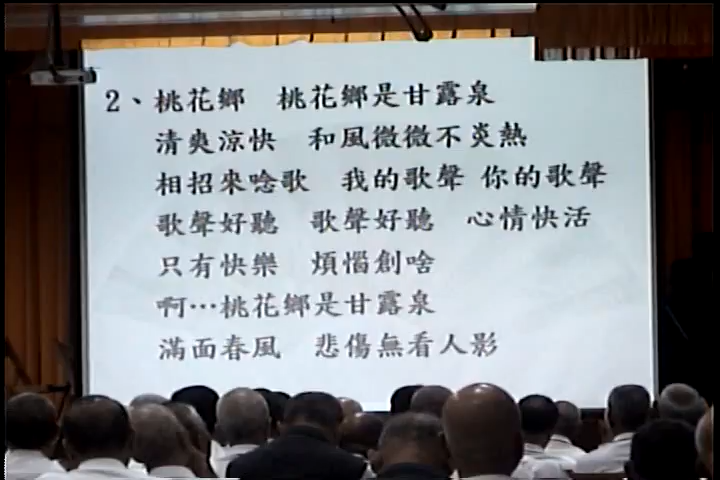 2、桃花鄉 桃花鄉是甘露泉
清爽涼快 和風微微不炎熱
相招來唸歌 我的歌聲 你的歌聲
歌聲好聽 歌聲好聽 心情快活
只有快樂 煩惱創啥
啊…桃花鄉是甘露泉
滿面春風 悲傷無看人影